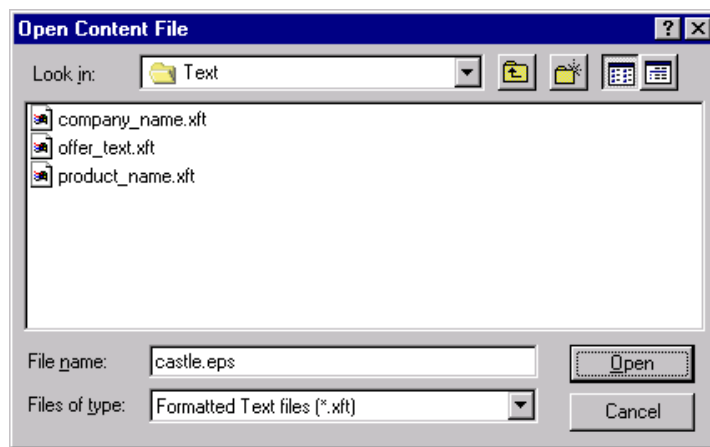 Open Content File
Look in: Text
company_name.xft
offer_text.xft
product_name.xft
File name: castle.eps Open
Files of type: Formatted Text files (*.xft) Cancel